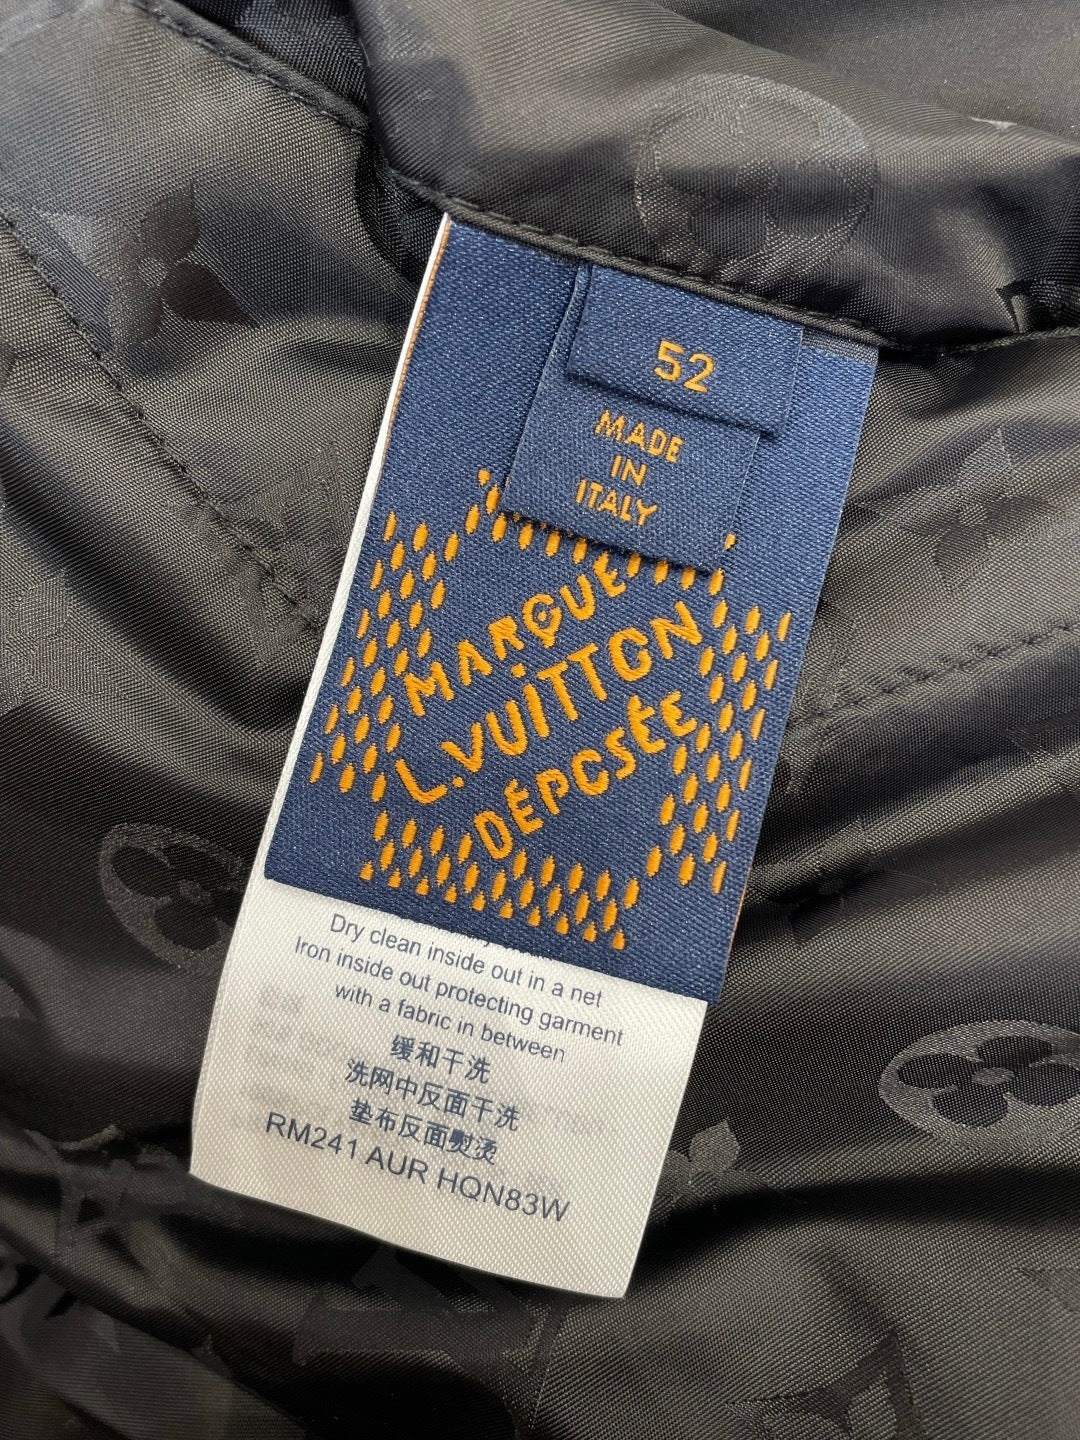 52
MADE
IN
ITALY
MARQUE
L.VUITTON
DÉPOSÉE
Dry clean inside out in a net
Iron inside out protecting garment
with a fabric in between
缓和干洗
洗网中反面干洗
垫布反面熨烫
RM241 AUR HQN83W